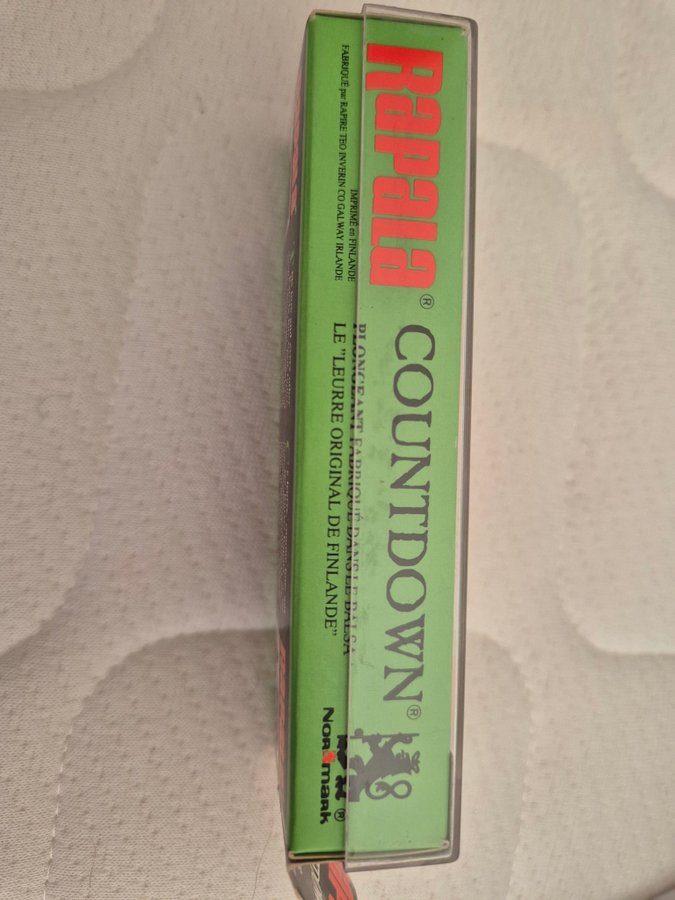 RAPALA® COUNTDOWN®
PLONGEANT FABRIQUÉ DANS LE BALSA
LE "LEURRE ORIGINAL DE FINLANDE"
IMPRIMÉ en FINLANDE
FABRIQUÉ par RAPIRE TEO INVERIN CO GALWAY IRLANDE
NORMARK®